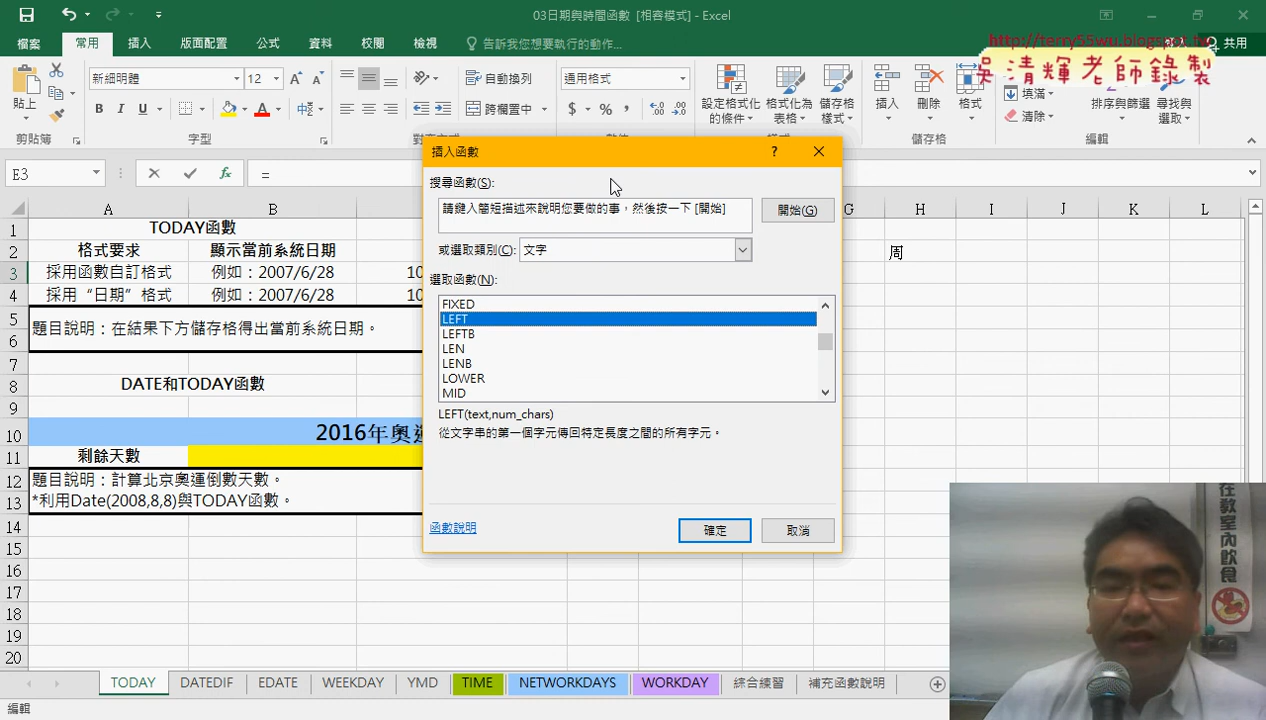 03日期與時間函數 [相容模式] - Excel
檔案 常用 插入 版面配置 公式 資料 校閱 檢視 告訴我您想要執行的動作... 共用
http://terry55wu.blogspot.tw
吳清輝老師錄製
新細明體 12 自動換列 通用格式
貼上 B I U 跨欄置中 $ % 設定格式化的條件 格式化為表格 儲存格樣式 插入 刪除 格式 填滿 清除 排序與篩選 尋找與選取
剪貼簿 字型 儲存格 編輯
E3 fx =
A B G H I J K L
1 TODAY函數
2 格式要求 顯示當前系統日期 周
3 採用函數自訂格式 例如：2007/6/28 10
4 採用“日期”格式 例如：2007/6/28 10
5
題目說明：在結果下方儲存格得出當前系統日期。
6
7
8 DATE和TODAY函數
9
10 2016年奧
11 剩餘天數
12 題目說明：計算北京奧運倒數天數。
13 *利用Date(2008,8,8)與TODAY函數。
14
15
16
17
18
19
20
插入函數 ?
搜尋函數(S):
請鍵入簡短描述來說明您要做的事，然後按一下 [開始] 開始(G)
或選取類別(C): 文字
選取函數(N):
FIXED
LEFT
LEFTB
LEN
LENB
LOWER
MID
LEFT(text,num_chars)
從文字串的第一個字元傳回特定長度之間的所有字元。
函數說明 確定 取消
在教室內飲食
TODAY DATEDIF EDATE WEEKDAY YMD TIME NETWORKDAYS WORKDAY 綜合練習 補充函數說明
編輯